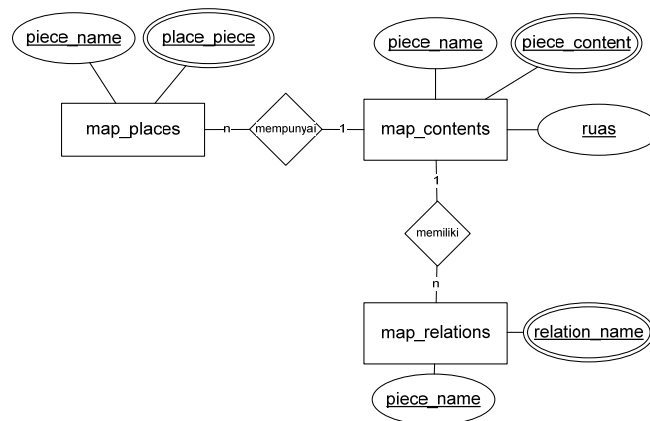 piece_name
place_piece
piece_name
piece_content
map_places
n
mempunyai
1
map_contents
ruas
1
memiliki
n
map_relations
relation_name
piece_name